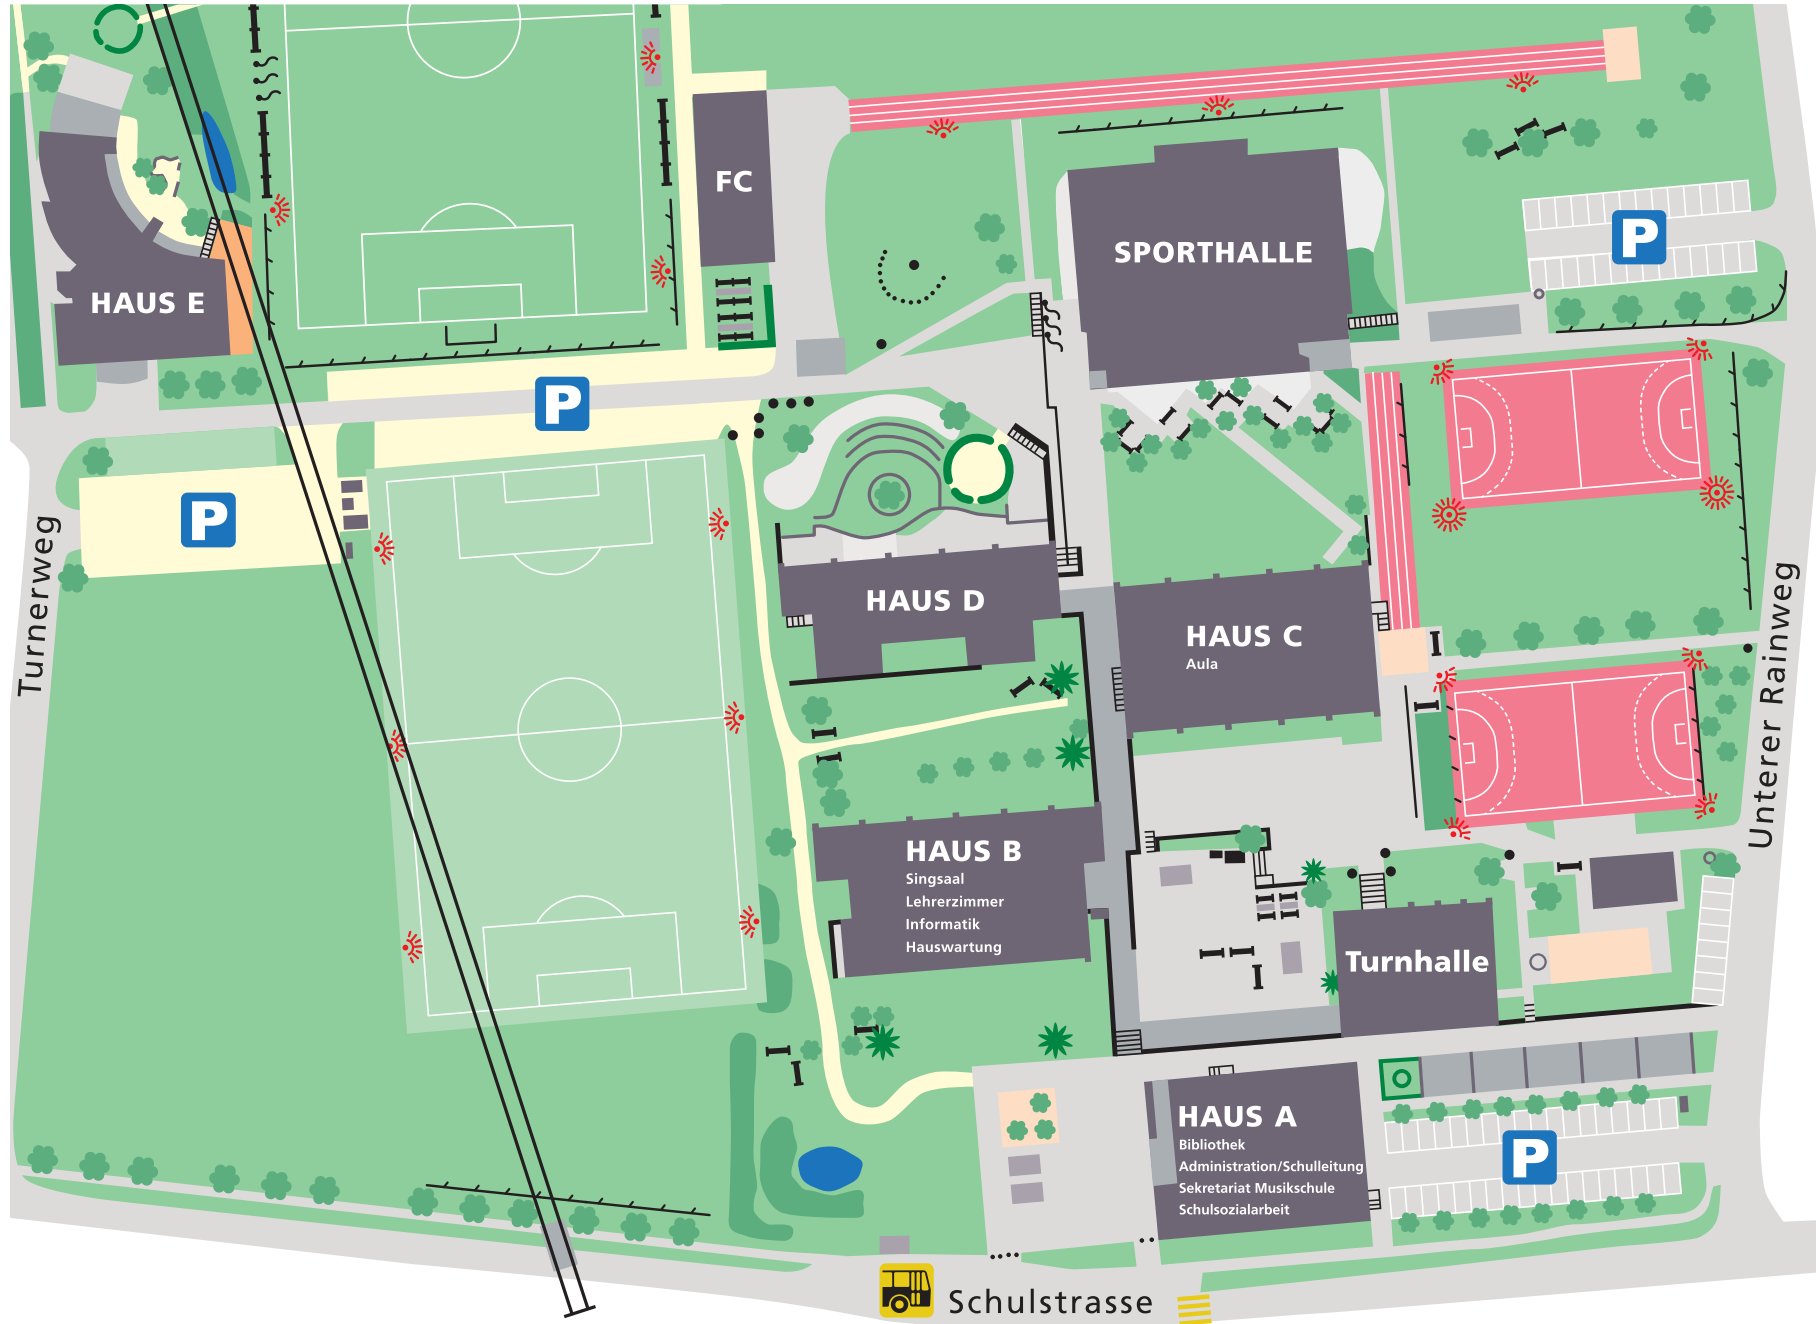 FC
SPORTHALLE
P
HAUS E
P
P
Turnerweg
HAUS D
HAUS C
Aula
Unterer Rainweg
HAUS B
Singsaal
Lehrerzimmer
Informatik
Hauswartung
Turnhalle
HAUS A
Bibliothek
Administration/Schulleitung
Sekretariat Musikschule
Schulsozialarbeit
P
Schulstrasse